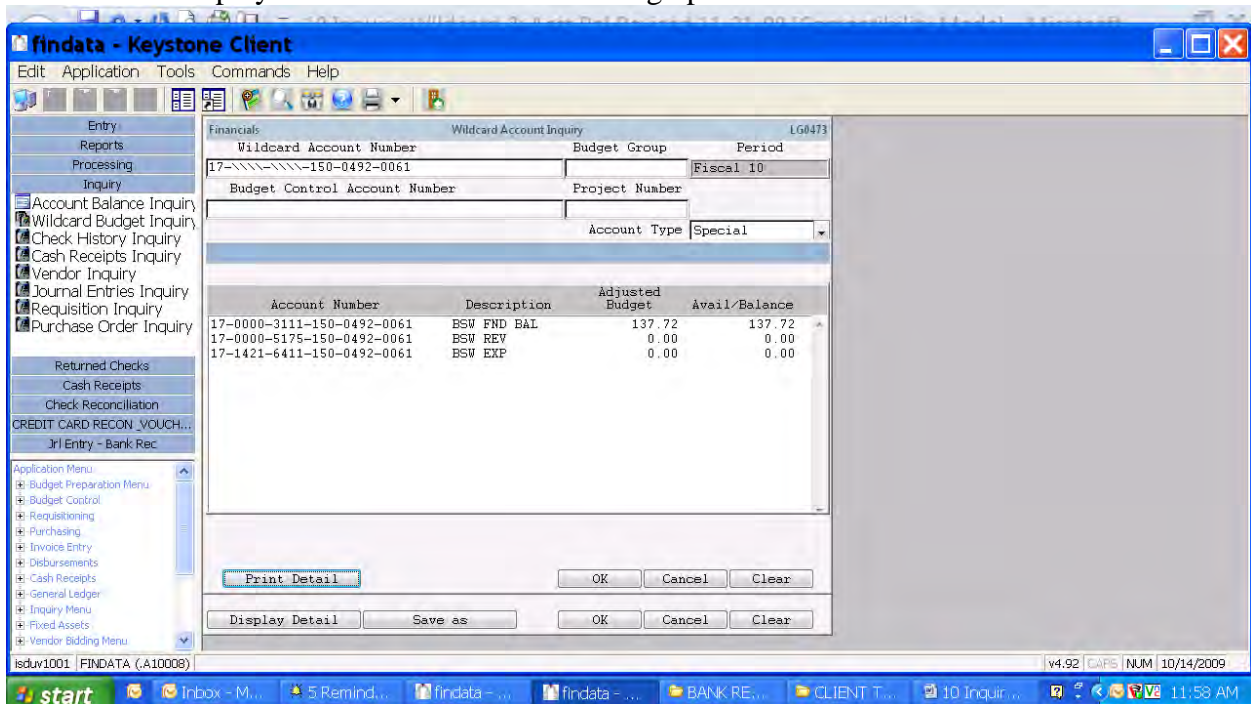 findata - Keystone Client
Edit Application Tools Commands Help
Entry
Reports
Processing
Inquiry
Account Balance Inquiry
Wildcard Budget Inquiry
Check History Inquiry
Cash Receipts Inquiry
Vendor Inquiry
Journal Entries Inquiry
Requisition Inquiry
Purchase Order Inquiry
Returned Checks
Cash Receipts
Check Reconciliation
CREDIT CARD RECON _VOUCH...
Jrl Entry - Bank Rec
Application Menu
Budget Preparation Menu
Budget Control
Requisitioning
Purchasing
Invoice Entry
Disbursements
Cash Receipts
General Ledger
Inquiry Menu
Fixed Assets
Vendor Bidding Menu
Financials Wildcard Account Inquiry LG0473
Wildcard Account Number Budget Group Period
17-\\\\-\\\\-150-0492-0061 Fiscal 10
Budget Control Account Number Project Number
Account Type Special
Account Number Description Adjusted Budget Avail/Balance
17-0000-3111-150-0492-0061 BSW FND BAL 137.72 137.72
17-0000-5175-150-0492-0061 BSW REV 0.00 0.00
17-1421-6411-150-0492-0061 BSW EXP 0.00 0.00
Print Detail OK Cancel Clear
Display Detail Save as OK Cancel Clear
isduv1001 FINDATA (.A10008) v4.92 CAPS NUM 10/14/2009
start Inbox - M... 5 Remind... findata - ... findata - ... BANK RE... CLIENT T... 10 Inquir... 11:58 AM